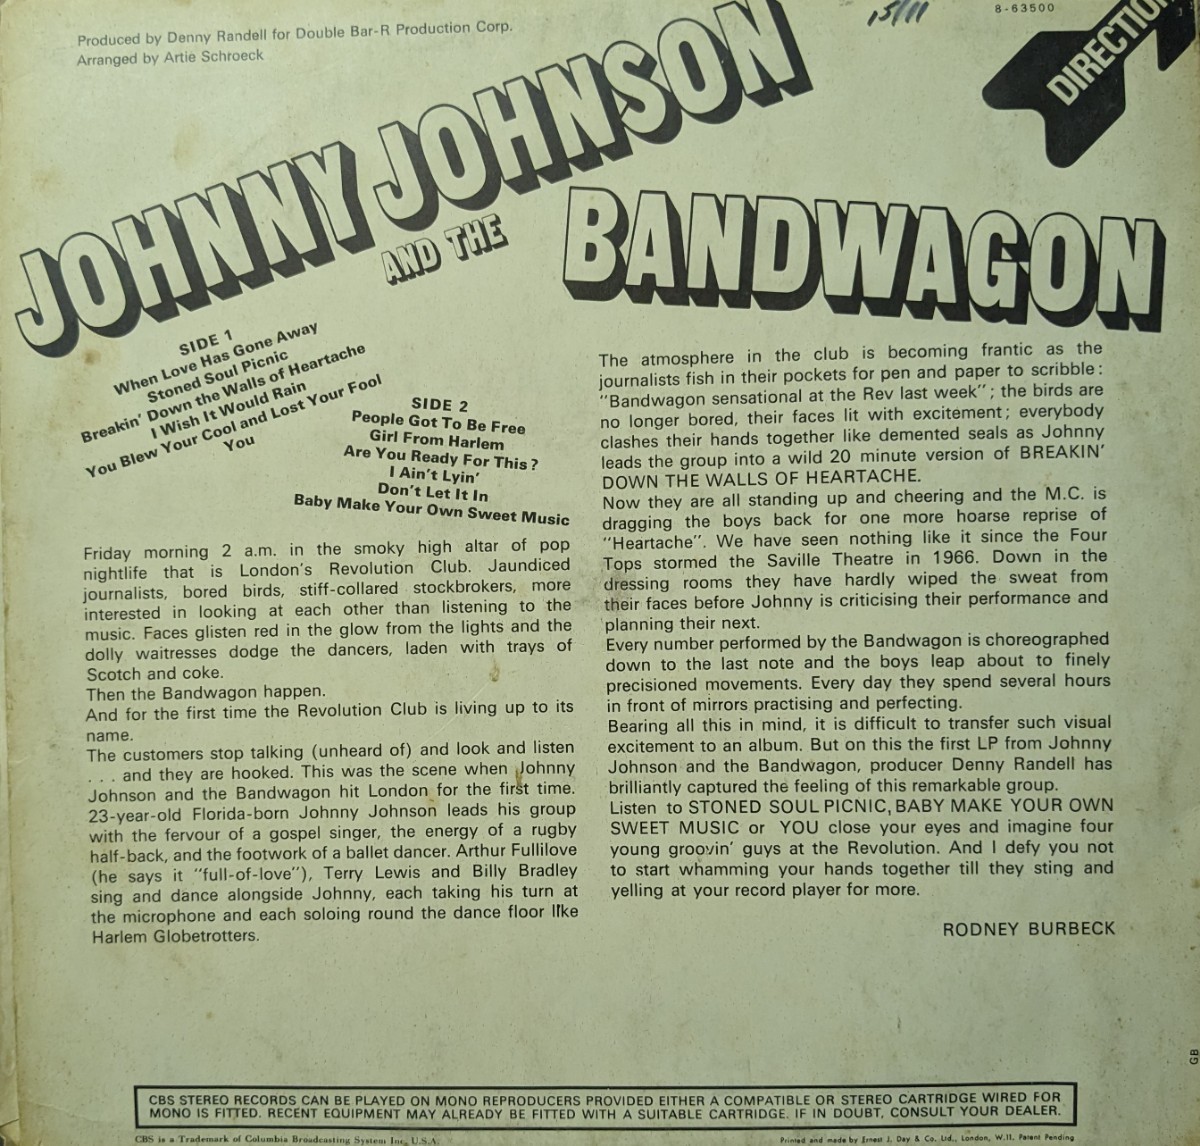 Produced by Denny Randell for Double Bar-R Production Corp.
Arranged by Artie Schroeck
15/11
8-63500
DIRECTION
JOHNNY JOHNSON
AND THE
BANDWAGON
SIDE 1
When Love Has Gone Away
Stoned Soul Picnic
Breakin' Down the Walls of Heartache
I Wish It Would Rain
You Blew Your Cool and Lost Your Fool
You
SIDE 2
People Got To Be Free
Girl From Harlem
Are You Ready For This?
I Ain't Lyin'
Don't Let It In
Baby Make Your Own Sweet Music
Friday morning 2 a.m. in the smoky high altar of pop
nightlife that is London's Revolution Club. Jaundiced
journalists, bored birds, stiff-collared stockbrokers, more
interested in looking at each other than listening to the
music. Faces glisten red in the glow from the lights and the
dolly waitresses dodge the dancers, laden with trays of
Scotch and coke.
Then the Bandwagon happen.
And for the first time the Revolution Club is living up to its
name.
The customers stop talking (unheard of) and look and listen
. . . and they are hooked. This was the scene when Johnny
Johnson and the Bandwagon hit London for the first time.
23-year-old Florida-born Johnny Johnson leads his group
with the fervour of a gospel singer, the energy of a rugby
half-back, and the footwork of a ballet dancer. Arthur Fullilove
(he says it "full-of-love"), Terry Lewis and Billy Bradley
sing and dance alongside Johnny, each taking his turn at
the microphone and each soloing round the dance floor like
Harlem Globetrotters.
The atmosphere in the club is becoming frantic as the
journalists fish in their pockets for pen and paper to scribble:
"Bandwagon sensational at the Rev last week"; the birds are
no longer bored, their faces lit with excitement; everybody
clashes their hands together like demented seals as Johnny
leads the group into a wild 20 minute version of BREAKIN'
DOWN THE WALLS OF HEARTACHE.
Now they are all standing up and cheering and the M.C. is
dragging the boys back for one more hoarse reprise of
"Heartache". We have seen nothing like it since the Four
Tops stormed the Saville Theatre in 1966. Down in the
dressing rooms they have hardly wiped the sweat from
their faces before Johnny is criticising their performance and
planning their next.
Every number performed by the Bandwagon is choreographed
down to the last note and the boys leap about to finely
precisioned movements. Every day they spend several hours
in front of mirrors practising and perfecting.
Bearing all this in mind, it is difficult to transfer such visual
excitement to an album. But on this the first LP from Johnny
Johnson and the Bandwagon, producer Denny Randell has
brilliantly captured the feeling of this remarkable group.
Listen to STONED SOUL PICNIC, BABY MAKE YOUR OWN
SWEET MUSIC or YOU close your eyes and imagine four
young groovin' guys at the Revolution. And I defy you not
to start whamming your hands together till they sting and
yelling at your record player for more.
RODNEY BURBECK
GB
CBS STEREO RECORDS CAN BE PLAYED ON MONO REPRODUCERS PROVIDED EITHER A COMPATIBLE OR STEREO CARTRIDGE WIRED FOR
MONO IS FITTED. RECENT EQUIPMENT MAY ALREADY BE FITTED WITH A SUITABLE CARTRIDGE. IF IN DOUBT, CONSULT YOUR DEALER.
CBS is a Trademark of Columbia Broadcasting System Inc, U.S.A.
Printed and made by Ernest J. Day & Co. Ltd., London, W.11. Patent Pending